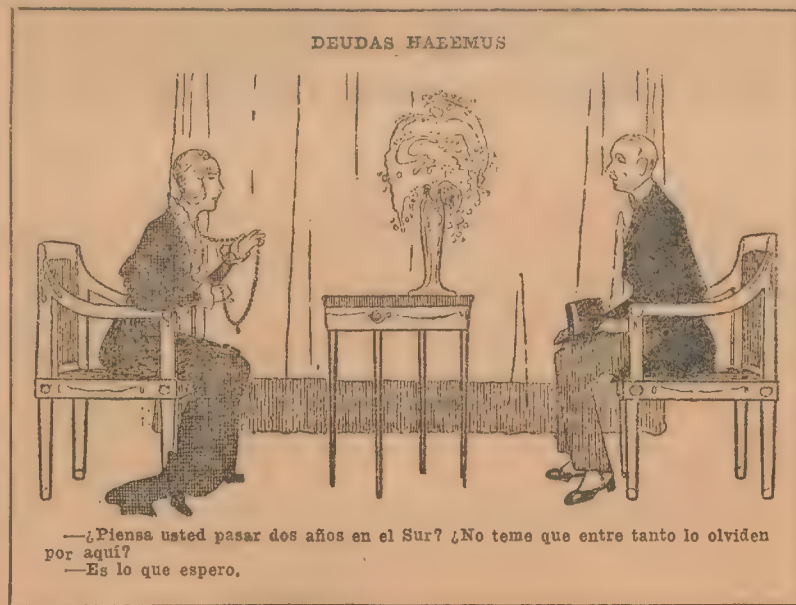 DEUDAS HABEMUS
—¿Piensa usted pasar dos años en el Sur? ¿No teme que entre tanto lo olviden
por aquí?
—Es lo que espero.